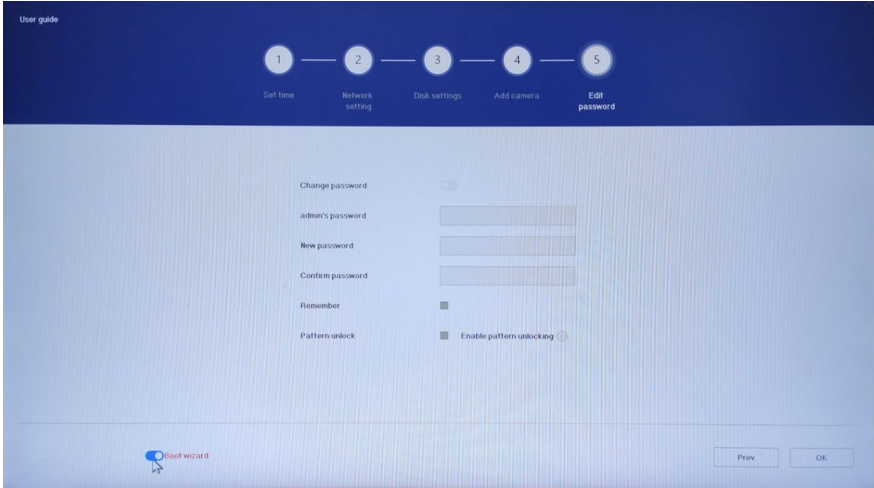 User guide
1
2
3
4
5
Set time
Network
setting
Disk settings
Add camera
Edit
password
Change password
admin's password
New password
Confirm password
Remember
Pattern unlock
Enable pattern unlocking
Boot wizard
Prev
OK